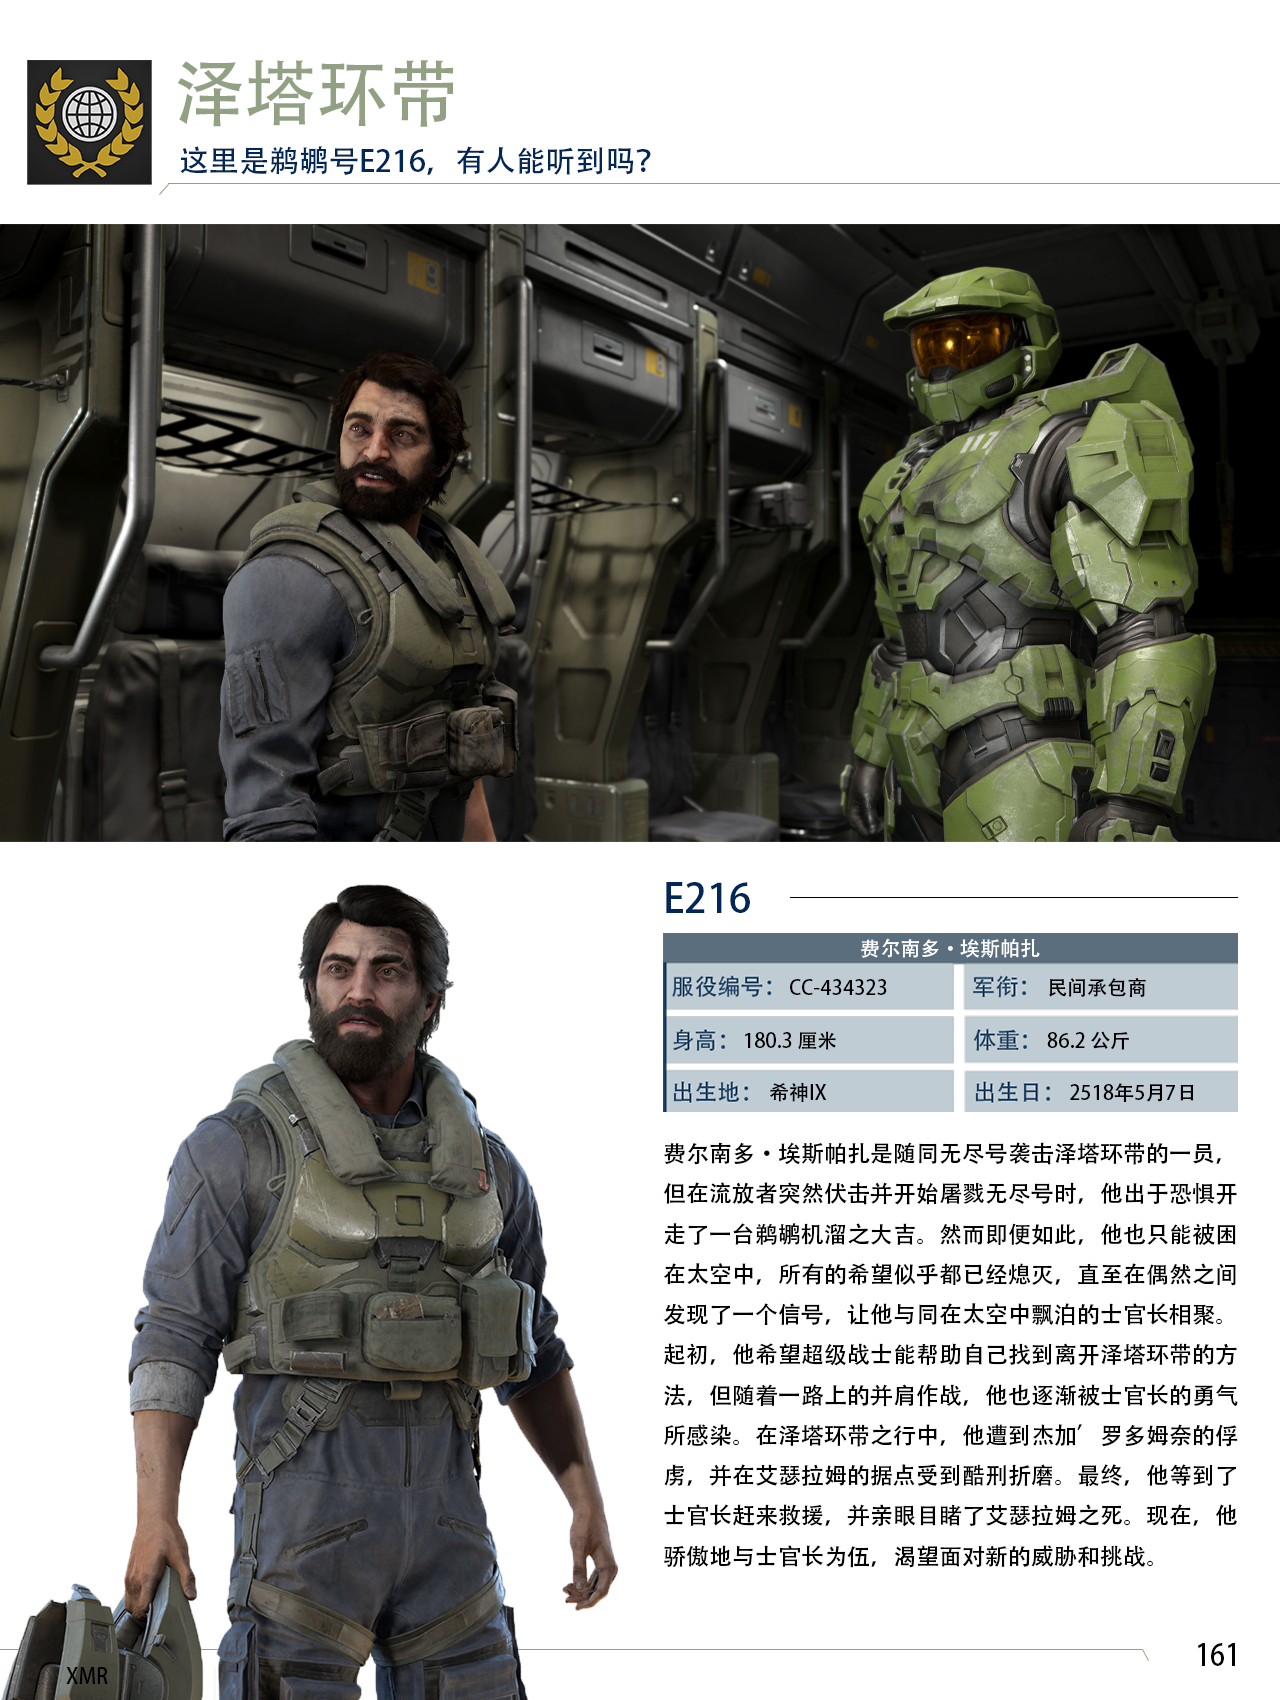 泽塔环带
这里是鹈鹕号E216，有人能听到吗？
117
E216
费尔南多·埃斯帕扎
服役编号： CC-434323
军衔： 民间承包商
身高： 180.3 厘米
体重： 86.2 公斤
出生地： 希神IX
出生日： 2518年5月7日
费尔南多·埃斯帕扎是随同无尽号袭击泽塔环带的一员，
但在流放者突然伏击并开始屠戮无尽号时，他出于恐惧开
走了一台鹈鹕机溜之大吉。然而即便如此，他也只能被困
在太空中，所有的希望似乎都已经熄灭，直至在偶然之间
发现了一个信号，让他与同在太空中飘泊的士官长相聚。
起初，他希望超级战士能帮助自己找到离开泽塔环带的方
法，但随着一路上的并肩作战，他也逐渐被士官长的勇气
所感染。在泽塔环带之行中，他遭到杰加’罗多姆奈的俘
虏，并在艾瑟拉姆的据点受到酷刑折磨。最终，他等到了
士官长赶来救援，并亲眼目睹了艾瑟拉姆之死。现在，他
骄傲地与士官长为伍，渴望面对新的威胁和挑战。
XMR
161